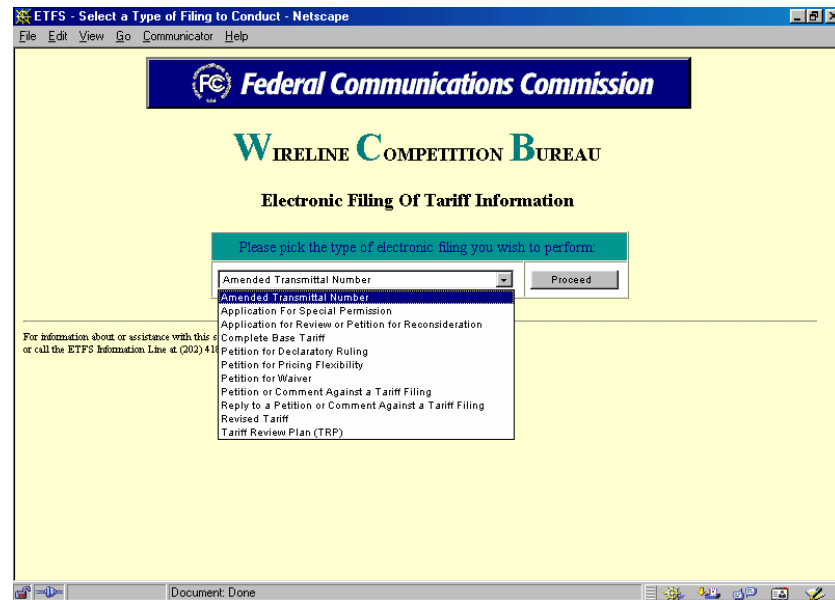 ETFS - Select a Type of Filing to Conduct - Netscape
File Edit View Go Communicator Help
FCC Federal Communications Commission
WIRELINE COMPETITION BUREAU
Electronic Filing Of Tariff Information
Please pick the type of electronic filing you wish to perform:
Amended Transmittal Number
Proceed
Amended Transmittal Number
Application For Special Permission
Application for Review or Petition for Reconsideration
Complete Base Tariff
Petition for Declaratory Ruling
Petition for Pricing Flexibility
Petition for Waiver
Petition or Comment Against a Tariff Filing
Reply to a Petition or Comment Against a Tariff Filing
Revised Tariff
Tariff Review Plan (TRP)
For information about or assistance with this s
or call the ETFS Information Line at (202) 418
Document: Done